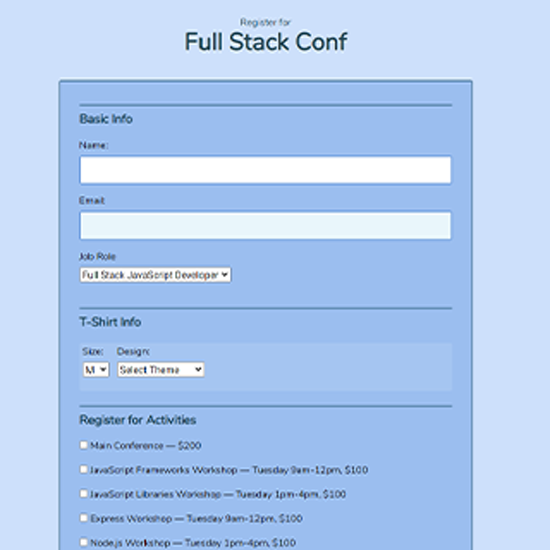 Register for
Full Stack Conf
Basic Info
Name:
Email:
Job Role
Full Stack JavaScript Developer
T-Shirt Info
Size: Design:
M Select Theme
Register for Activities
Main Conference — $200
JavaScript Frameworks Workshop — Tuesday 9am-12pm, $100
JavaScript Libraries Workshop — Tuesday 1pm-4pm, $100
Express Workshop — Tuesday 9am-12pm, $100
Node.js Workshop — Tuesday 1pm-4pm, $100